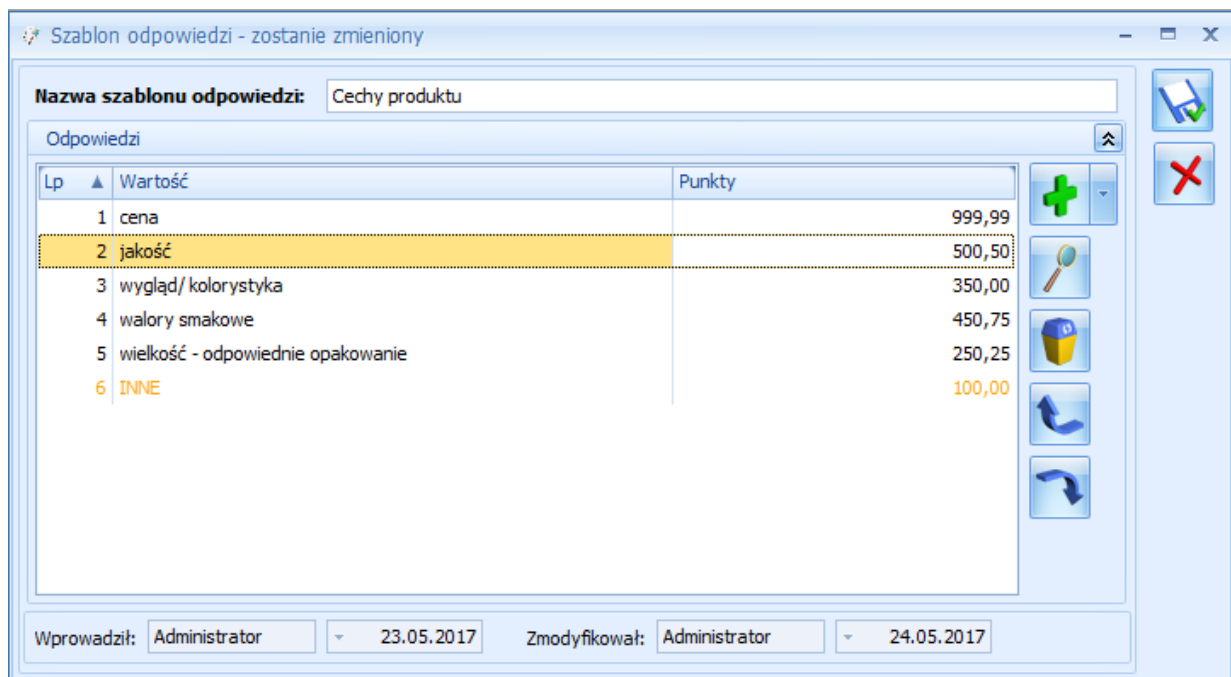 Szablon odpowiedzi - zostanie zmieniony
Nazwa szablonu odpowiedzi: Cechy produktu
Odpowiedzi
Lp Wartość Punkty
1 cena 999,99
2 jakość 500,50
3 wygląd/ kolorystyka 350,00
4 walory smakowe 450,75
5 wielkość - odpowiednie opakowanie 250,25
6 INNE 100,00
Wprowadził: Administrator 23.05.2017 Zmodyfikował: Administrator 24.05.2017